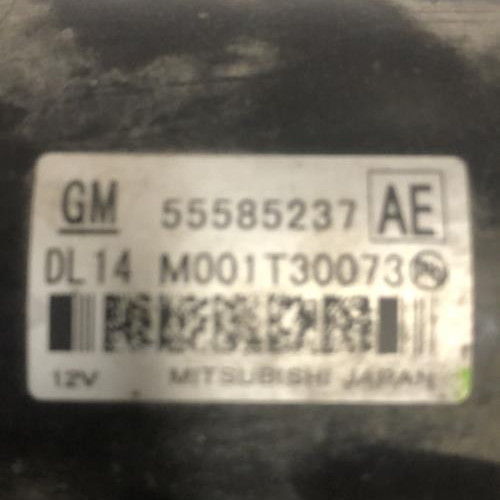 GM 55585237 AE
DL14 M001T30073
12V MITSUBISHI JAPAN